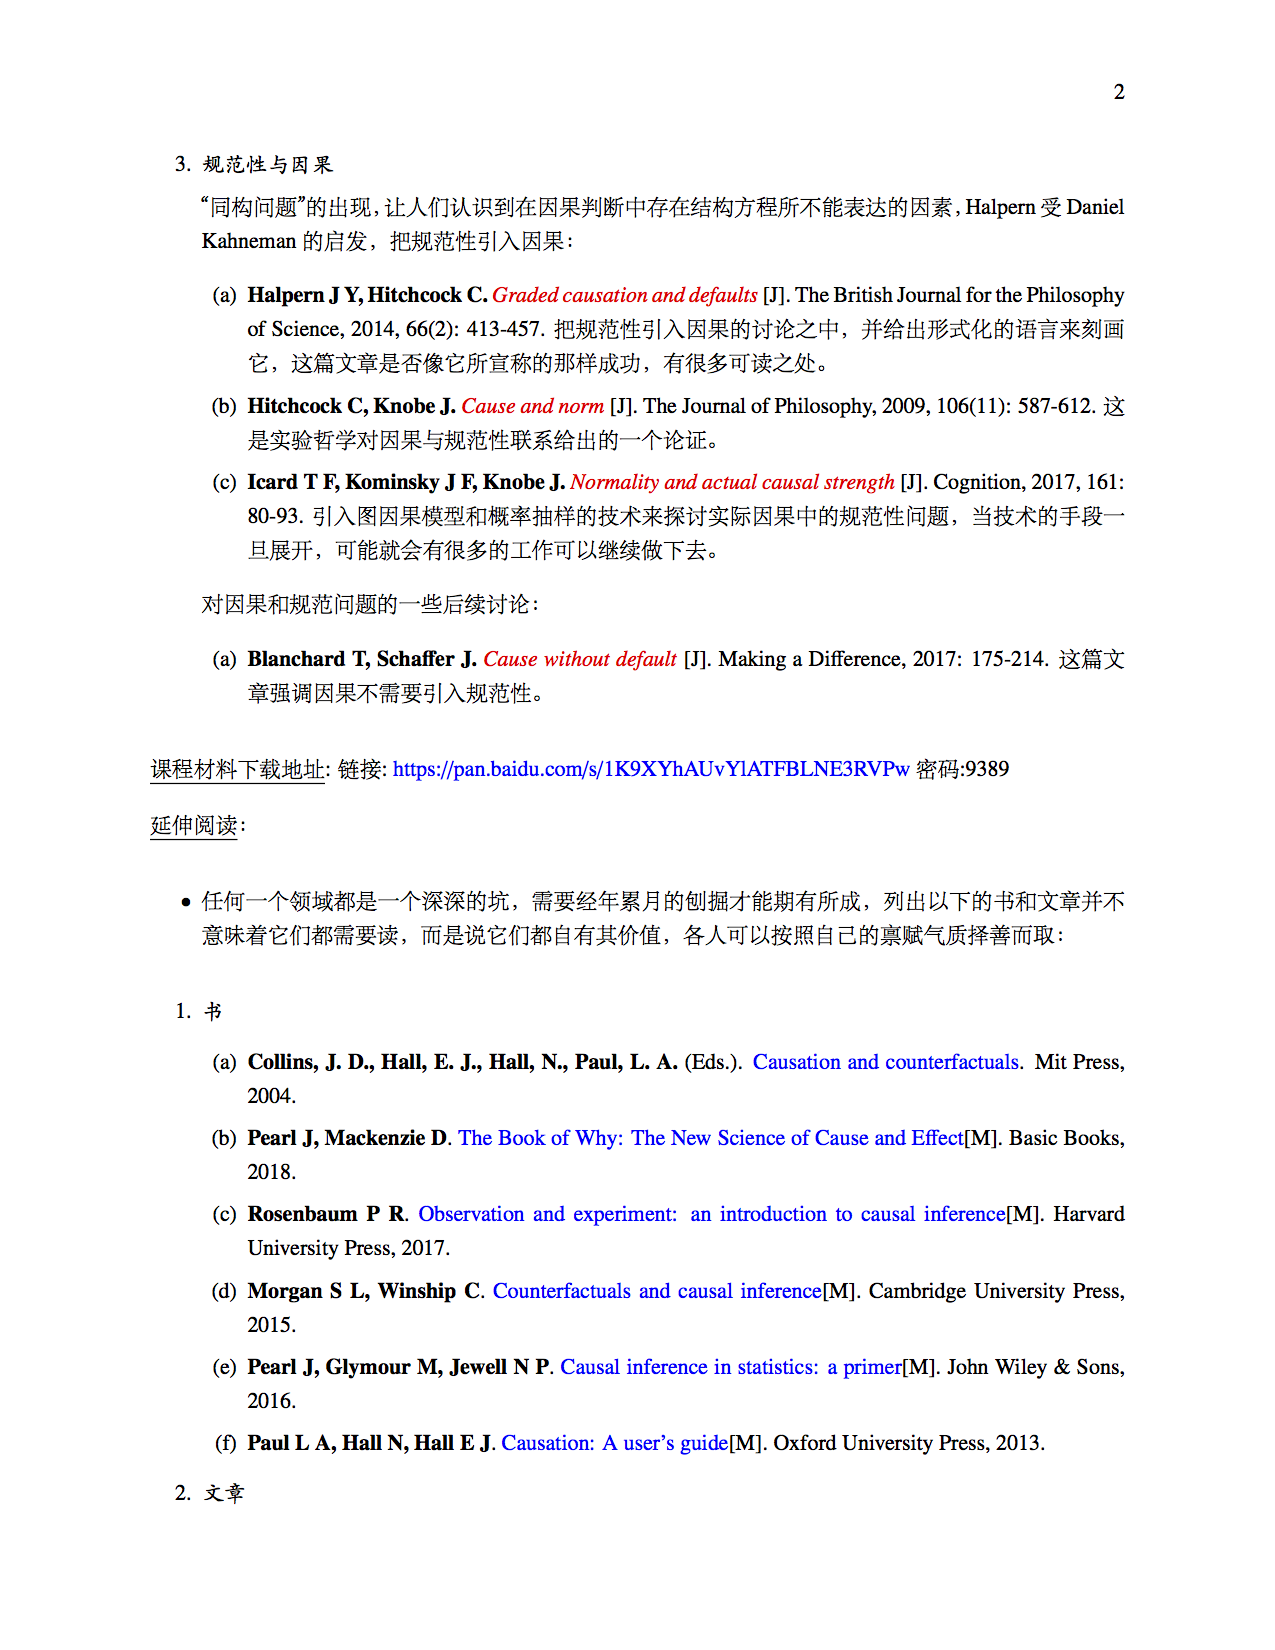 2
3. 规范性与因果
“同构问题”的出现，让人们认识到在因果判断中存在结构方程所不能表达的因素，Halpern 受 Daniel
Kahneman 的启发，把规范性引入因果：
(a) Halpern J Y, Hitchcock C. Graded causation and defaults [J]. The British Journal for the Philosophy
of Science, 2014, 66(2): 413-457. 把规范性引入因果的讨论之中，并给出形式化的语言来刻画
它，这篇文章是否像它所宣称的那样成功，有很多可读之处。
(b) Hitchcock C, Knobe J. Cause and norm [J]. The Journal of Philosophy, 2009, 106(11): 587-612. 这
是实验哲学对因果与规范性联系给出的一个论证。
(c) Icard T F, Kominsky J F, Knobe J. Normality and actual causal strength [J]. Cognition, 2017, 161:
80-93. 引入图因果模型和概率抽样的技术来探讨实际因果中的规范性问题，当技术的手段一
旦展开，可能就会有很多的工作可以继续做下去。
对因果和规范问题的一些后续讨论：
(a) Blanchard T, Schaffer J. Cause without default [J]. Making a Difference, 2017: 175-214. 这篇文
章强调因果不需要引入规范性。
课程材料下载地址: 链接: https://pan.baidu.com/s/1K9XYhAUvYlATFBLNE3RVPw 密码:9389
延伸阅读：
• 任何一个领域都是一个深深的坑，需要经年累月的刨掘才能期有所成，列出以下的书和文章并不
意味着它们都需要读，而是说它们都自有其价值，各人可以按照自己的禀赋气质择善而取：
1. 书
(a) Collins, J. D., Hall, E. J., Hall, N., Paul, L. A. (Eds.). Causation and counterfactuals. Mit Press,
2004.
(b) Pearl J, Mackenzie D. The Book of Why: The New Science of Cause and Effect[M]. Basic Books,
2018.
(c) Rosenbaum P R. Observation and experiment: an introduction to causal inference[M]. Harvard
University Press, 2017.
(d) Morgan S L, Winship C. Counterfactuals and causal inference[M]. Cambridge University Press,
2015.
(e) Pearl J, Glymour M, Jewell N P. Causal inference in statistics: a primer[M]. John Wiley & Sons,
2016.
(f) Paul L A, Hall N, Hall E J. Causation: A user’s guide[M]. Oxford University Press, 2013.
2. 文章